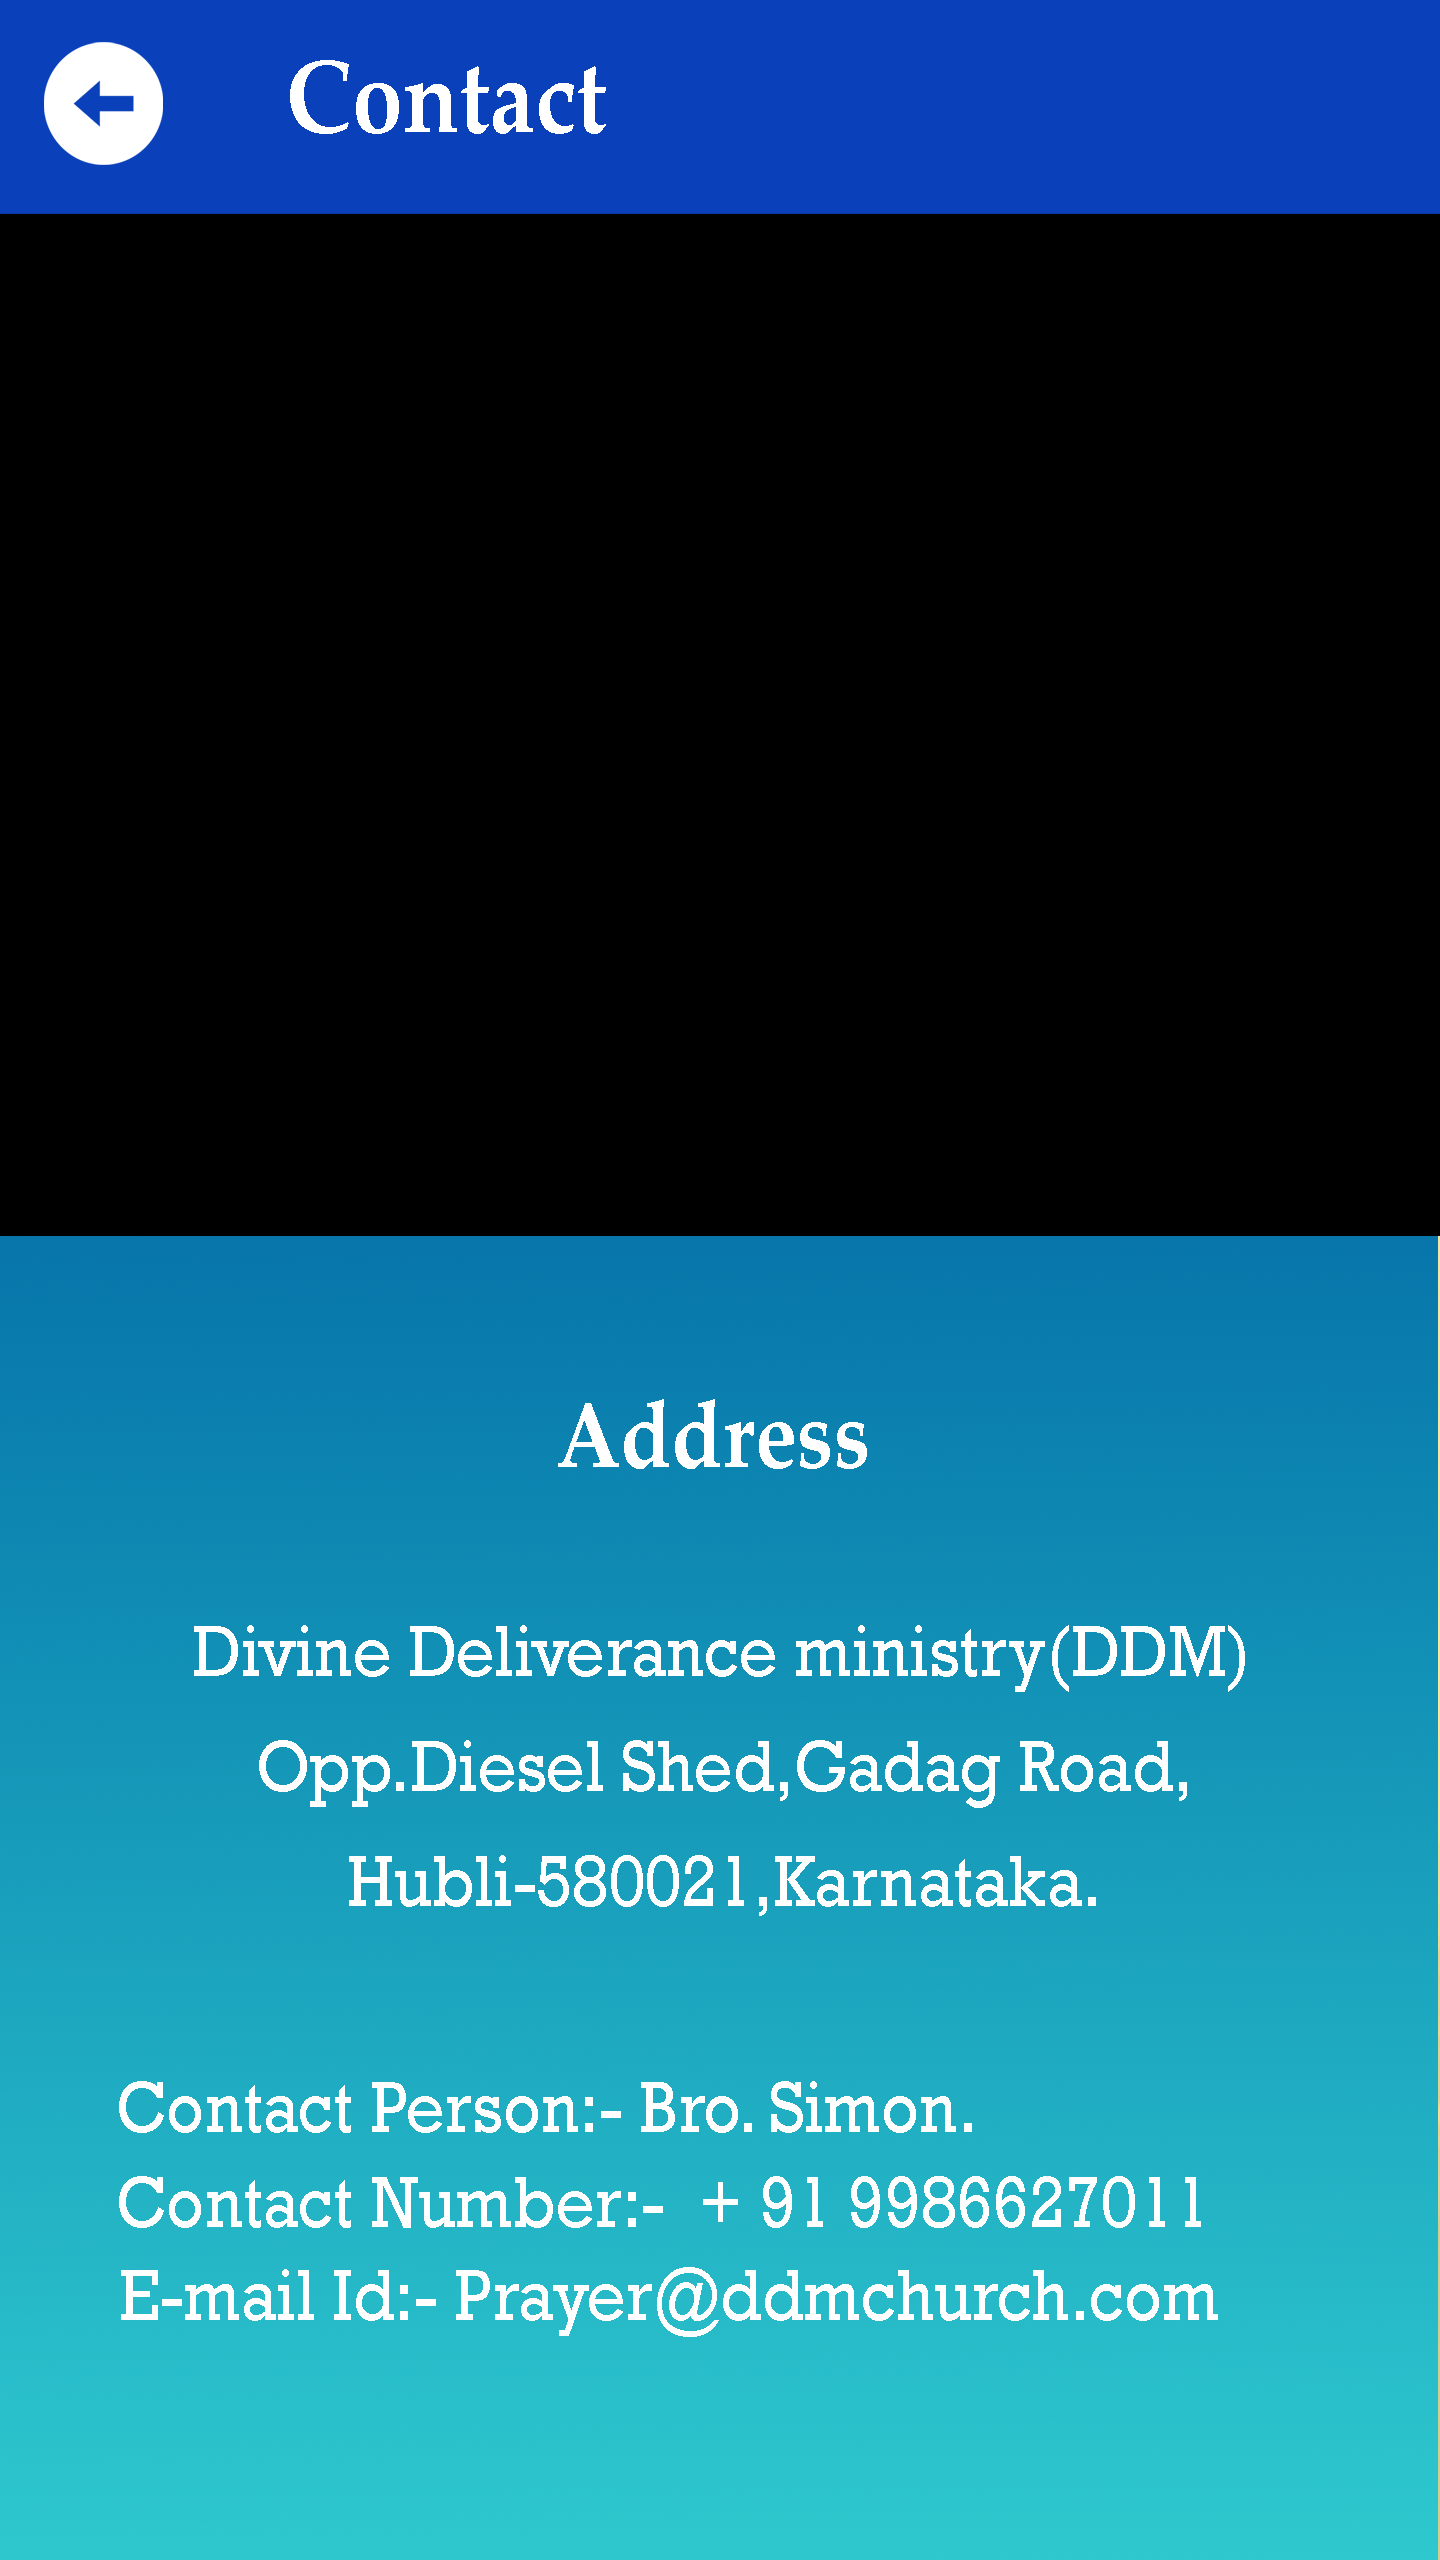 Contact
Address
Divine Deliverance ministry(DDM)
Opp.Diesel Shed,Gadag Road,
Hubli-580021,Karnataka.
Contact Person:- Bro. Simon.
Contact Number:- + 91 9986627011
E-mail Id:- Prayer@ddmchurch.com